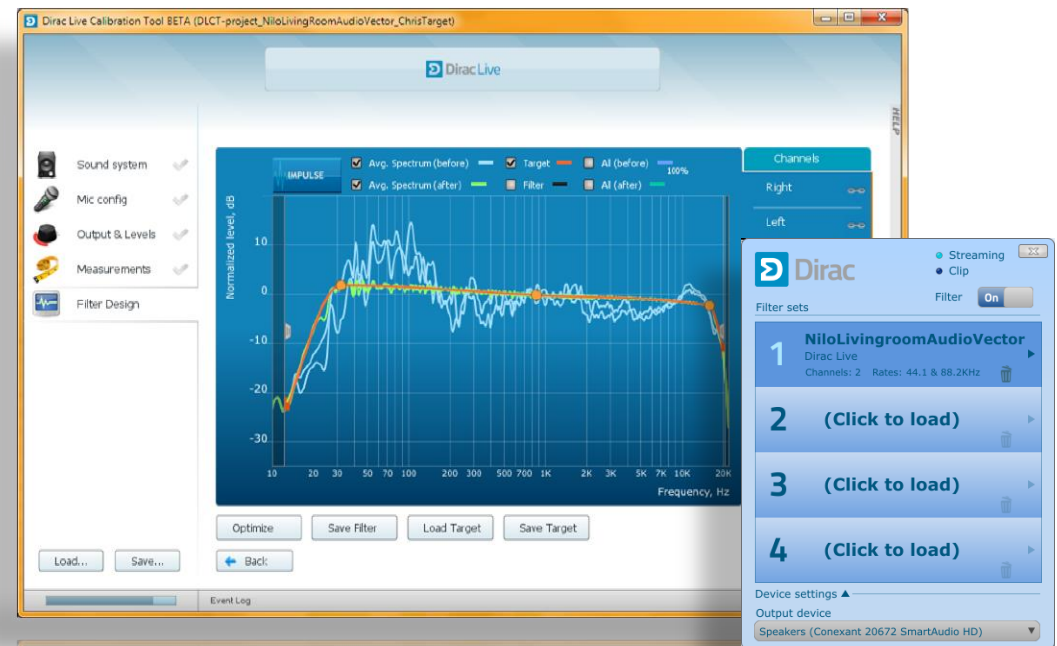 Dirac Live Calibration Tool BETA (DLCT-project_NiloLivingRoomAudioVector_ChrisTarget)
Dirac Live
HELP
Sound system
Mic config
Output & Levels
Measurements
Filter Design
IMPULSE
Avg. Spectrum (before)
Target
All (before)
100%
Avg. Spectrum (after)
Filter
All (after)
Normalized level, dB
10
0
-10
-20
-30
10 20 30 50 70 100 200 300 500 700 1K 2K 3K 5K 7K 10K 20K
Frequency, Hz
Channels
Right
Left
Optimize
Save Filter
Load Target
Save Target
Back
Load...
Save...
Event Log
Dirac
Streaming
Clip
Filter On
Filter sets
1 NiloLivingroomAudioVector
Dirac Live
Channels: 2 Rates: 44.1 & 88.2KHz
2 (Click to load)
3 (Click to load)
4 (Click to load)
Device settings
Output device
Speakers (Conexant 20672 SmartAudio HD)